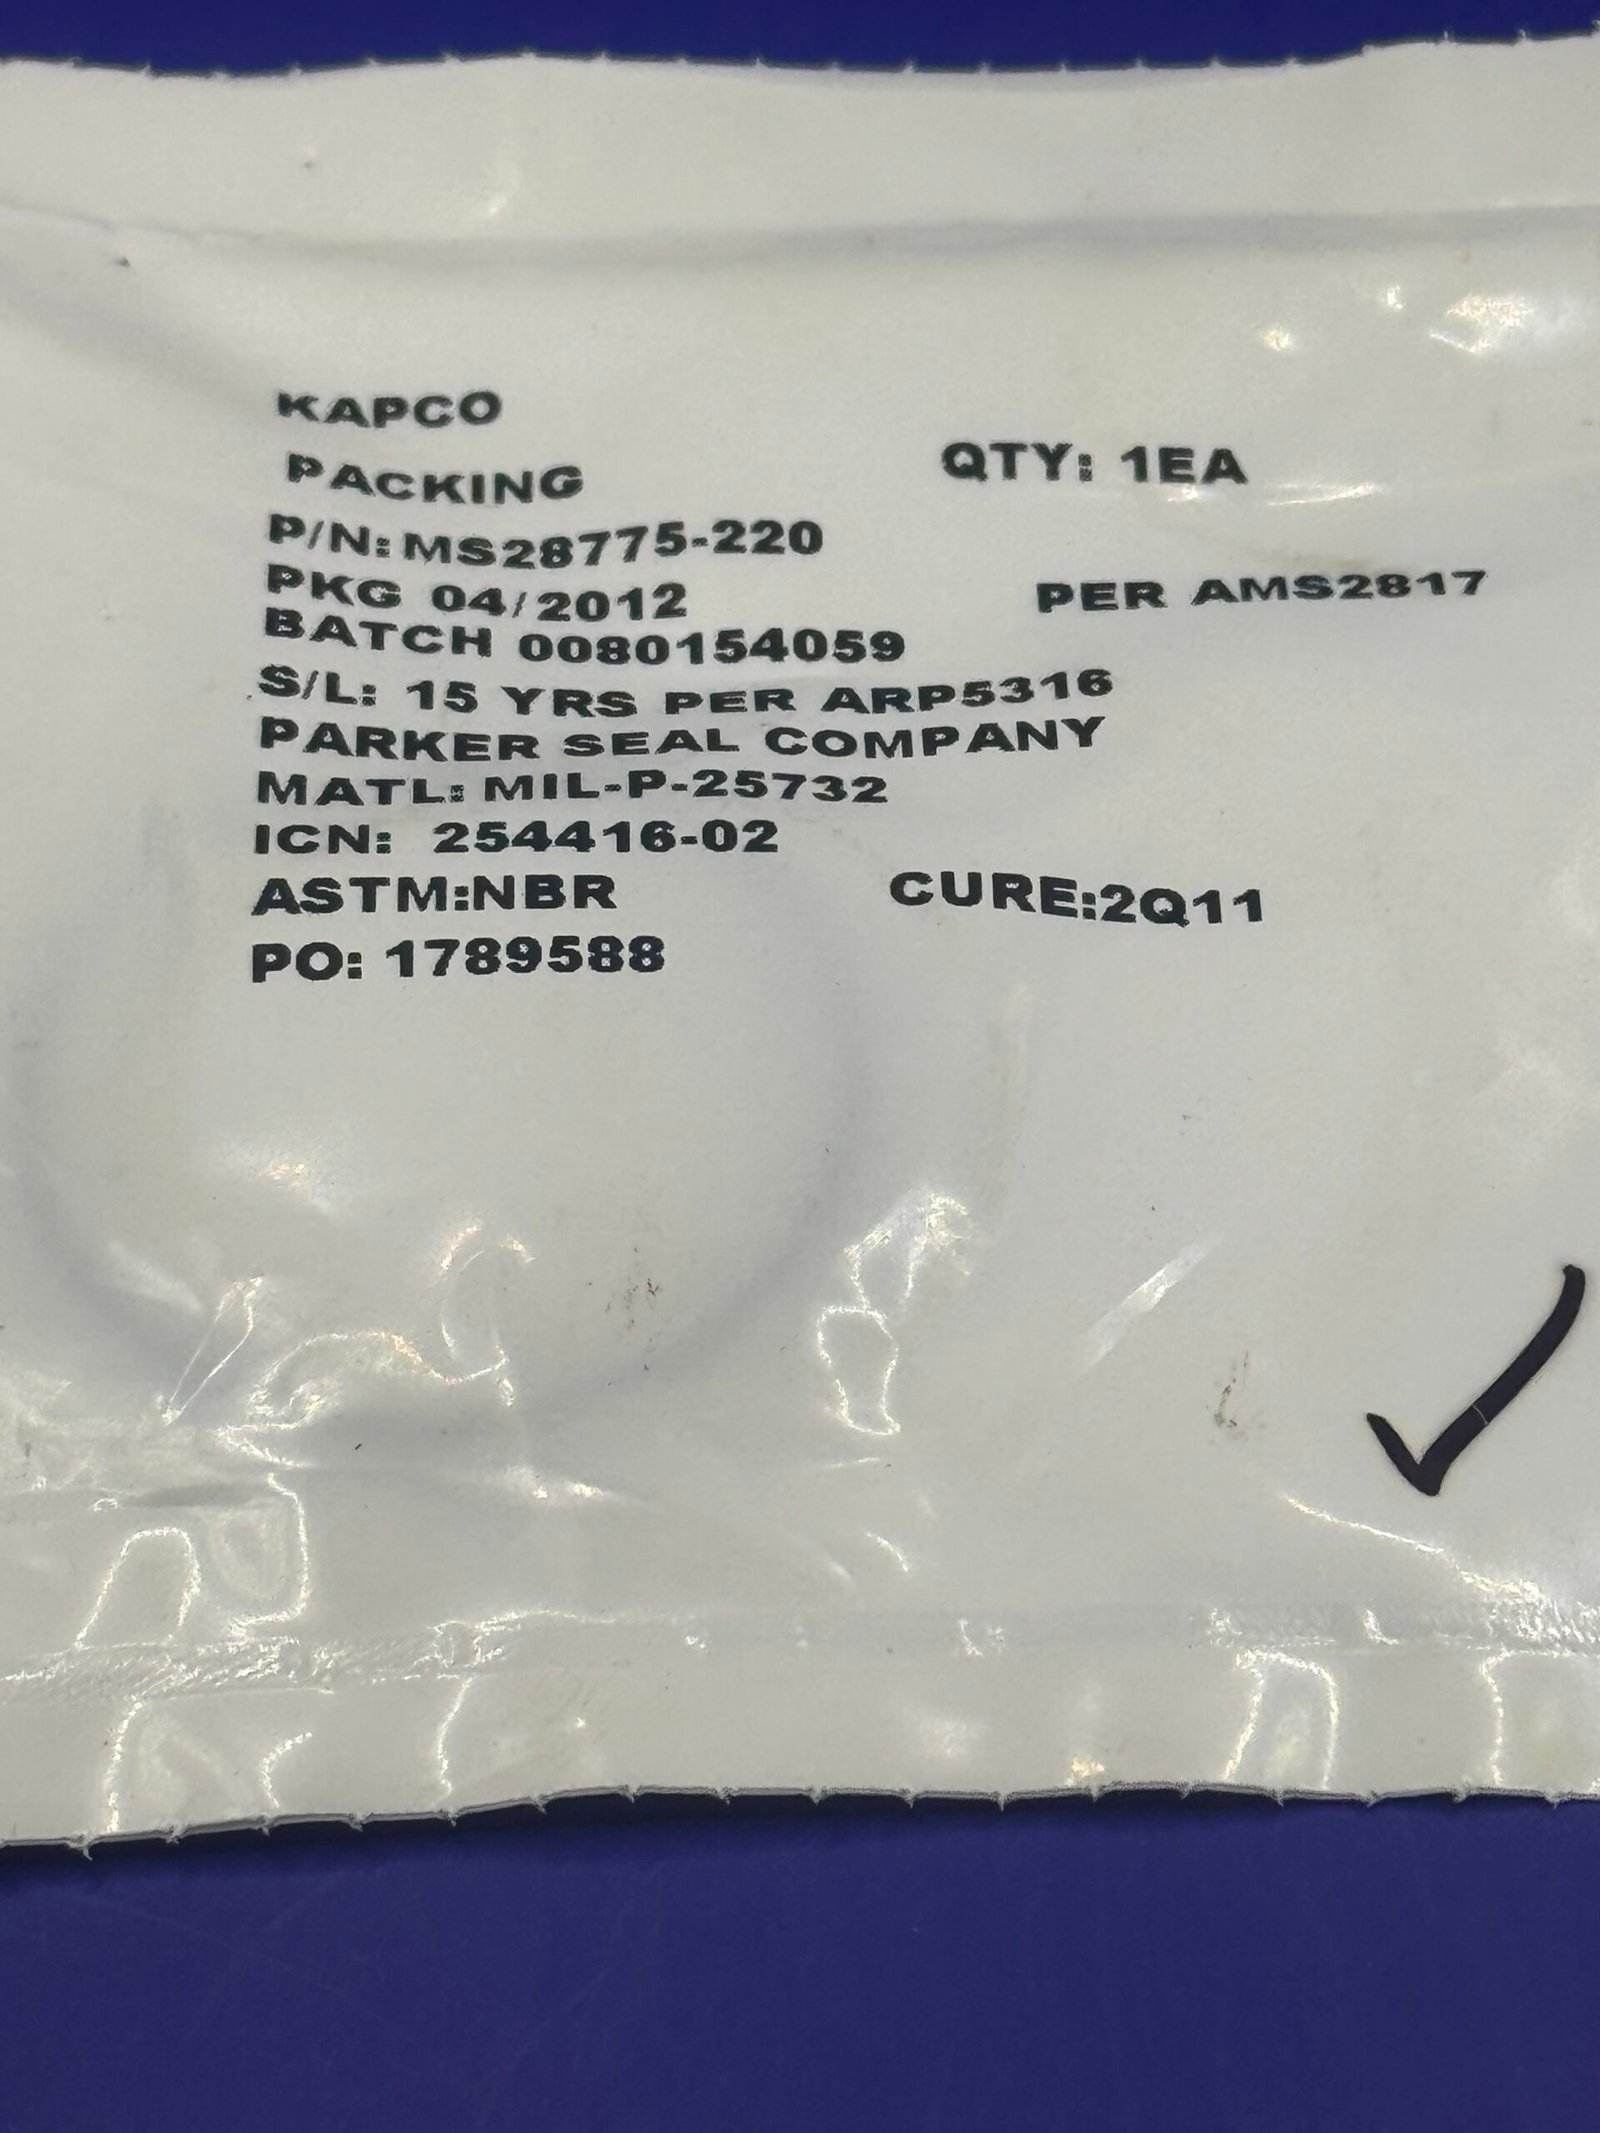 KAPCO
PACKING QTY: 1EA
P/N:MS28775-220
PKG 04/2012 PER AMS2817
BATCH 0080154059
S/L: 15 YRS PER ARP5316
PARKER SEAL COMPANY
MATL: MIL-P-25732
ICN: 254416-02
ASTM:NBR CURE:2Q11
PO: 1789588